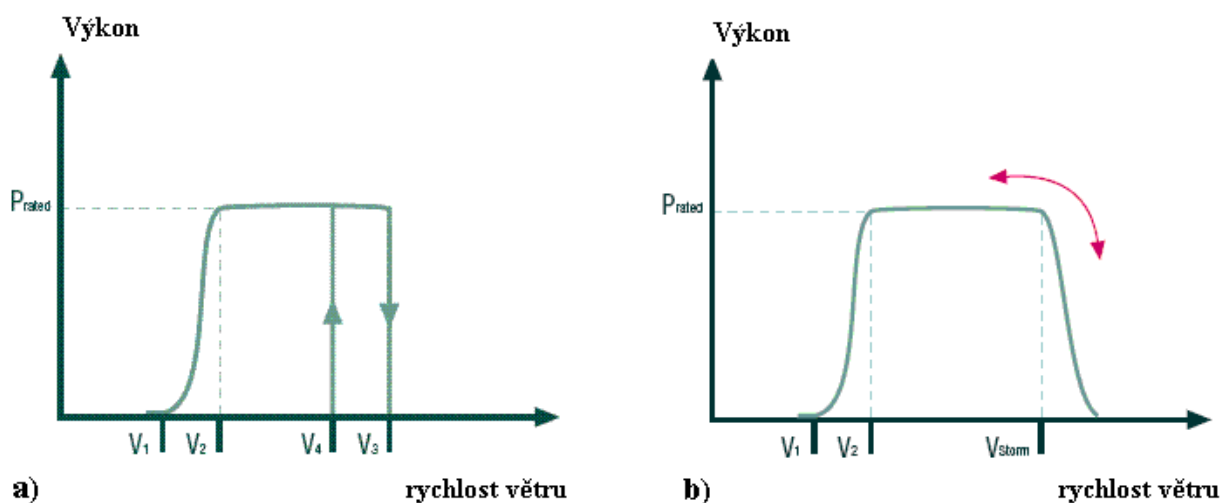 Výkon
Prated
V1 V2 V4 V3
a) rychlost větru
Výkon
Prated
V1 V2 VStorm
b) rychlost větru